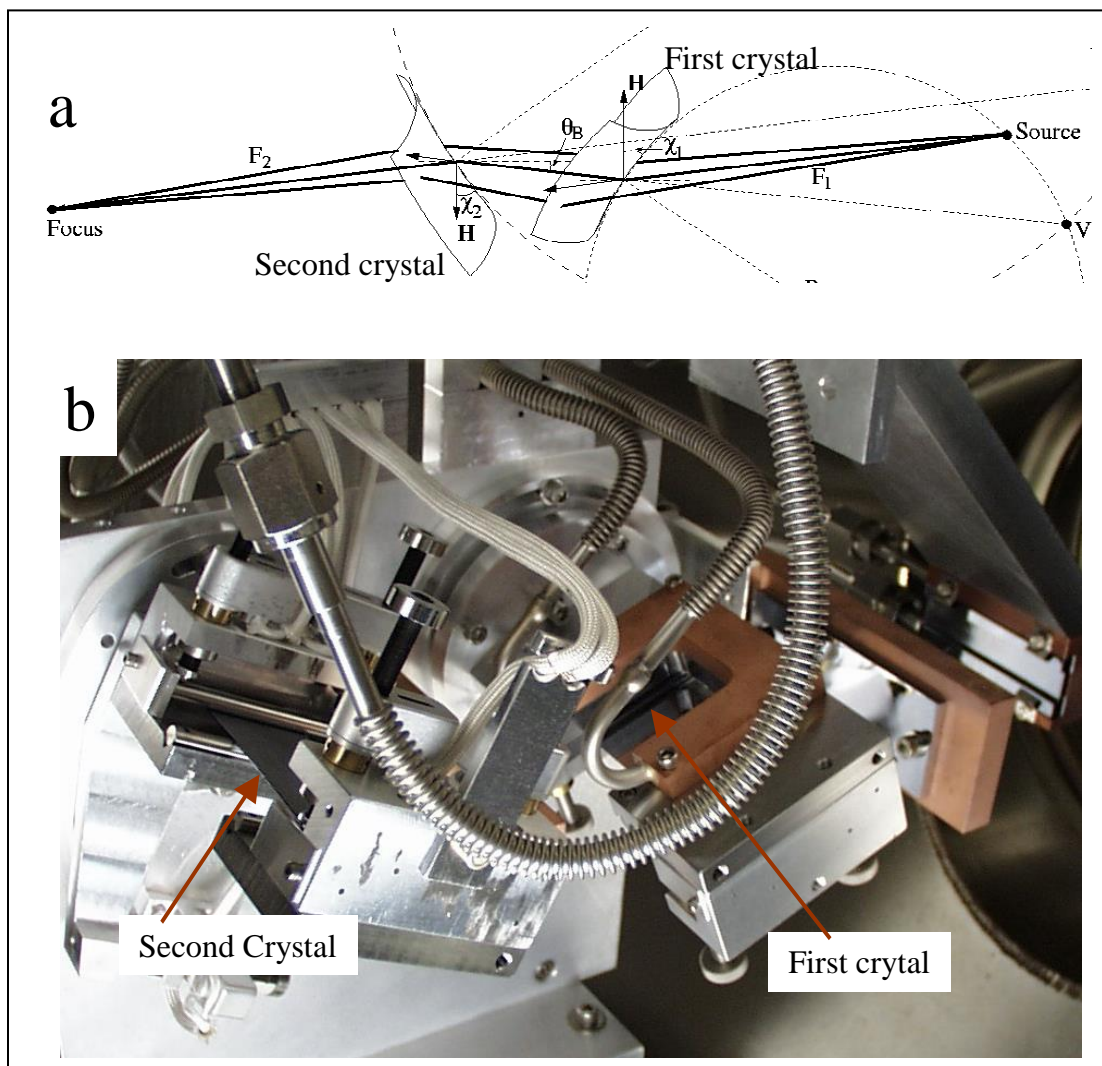 a
First crystal
H
θB
χ1
Source
F2
F1
χ2
Focus
H
V
Second crystal
b
Second Crystal
First crytal